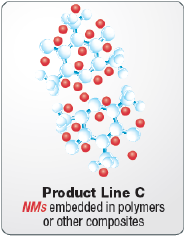 Product Line C
NMs embedded in polymers
or other composites